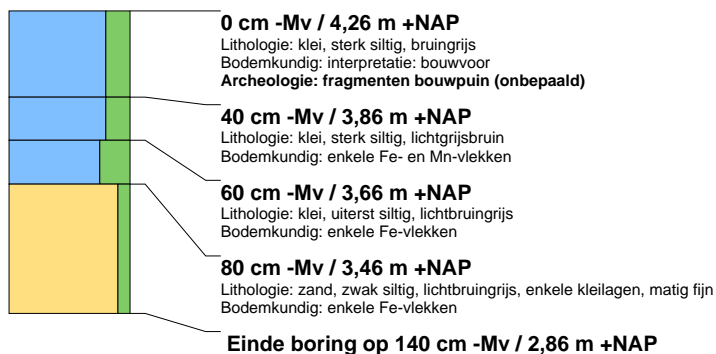 0 cm -Mv / 4,26 m +NAP
Lithologie: klei, sterk siltig, bruingrijs
Bodemkundig: interpretatie: bouwvoor
Archeologie: fragmenten bouwpuin (onbepaald)
40 cm -Mv / 3,86 m +NAP
Lithologie: klei, sterk siltig, lichtgrijsbruin
Bodemkundig: enkele Fe- en Mn-vlekken
60 cm -Mv / 3,66 m +NAP
Lithologie: klei, uiterst siltig, lichtbruingrijs
Bodemkundig: enkele Fe-vlekken
80 cm -Mv / 3,46 m +NAP
Lithologie: zand, zwak siltig, lichtbruingrijs, enkele kleilagen, matig fijn
Bodemkundig: enkele Fe-vlekken
Einde boring op 140 cm -Mv / 2,86 m +NAP